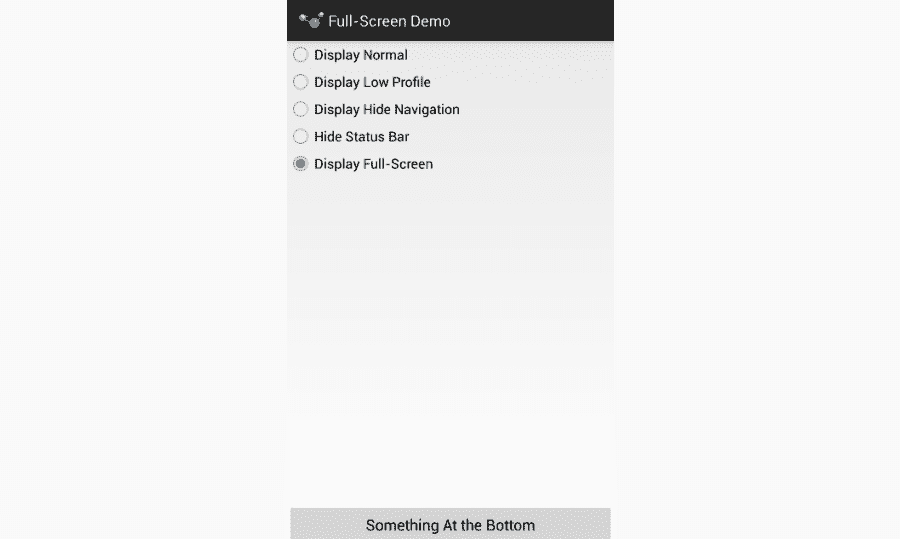 Full-Screen Demo
Display Normal
Display Low Profile
Display Hide Navigation
Hide Status Bar
Display Full-Screen
Something At the Bottom